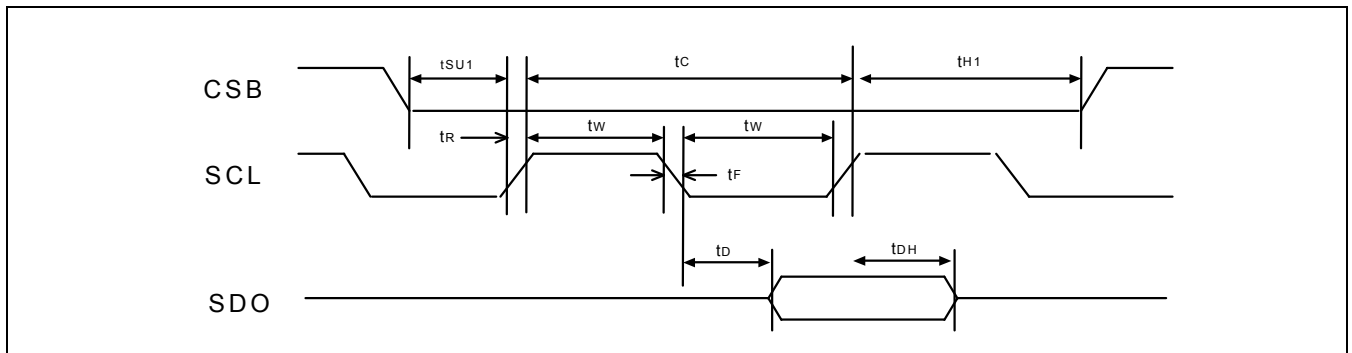 tSU1 tC tH1
CSB
tR tW tW
SCL tF
tD tDH
SDO